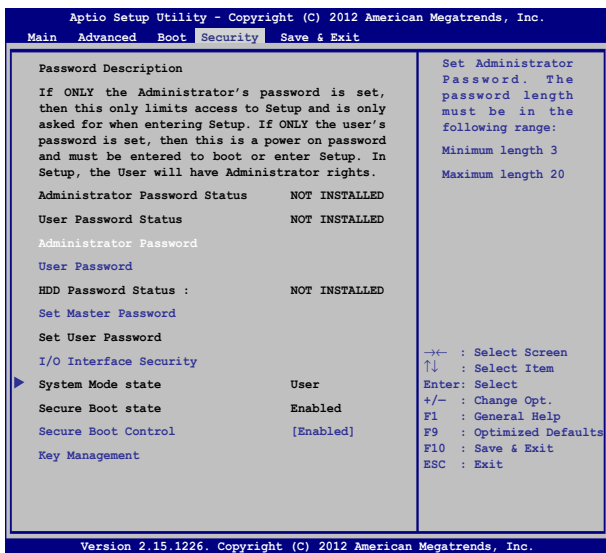 Aptio Setup Utility - Copyright (C) 2012 American Megatrends, Inc.
Main Advanced Boot Security Save & Exit
Password Description
If ONLY the Administrator's password is set,
then this only limits access to Setup and is only
asked for when entering Setup. If ONLY the user's
password is set, then this is a power on password
and must be entered to boot or enter Setup. In
Setup, the User will have Administrator rights.
Administrator Password Status NOT INSTALLED
User Password Status NOT INSTALLED
Administrator Password
User Password
HDD Password Status : NOT INSTALLED
Set Master Password
Set User Password
I/O Interface Security
System Mode state User
Secure Boot state Enabled
Secure Boot Control [Enabled]
Key Management
Set Administrator
Password. The
password length
must be in the
following range:
Minimum length 3
Maximum length 20
→← : Select Screen
↑↓ : Select Item
Enter: Select
+/— : Change Opt.
F1 : General Help
F9 : Optimized Defaults
F10 : Save & Exit
ESC : Exit
Version 2.15.1226. Copyright (C) 2012 American Megatrends, Inc.